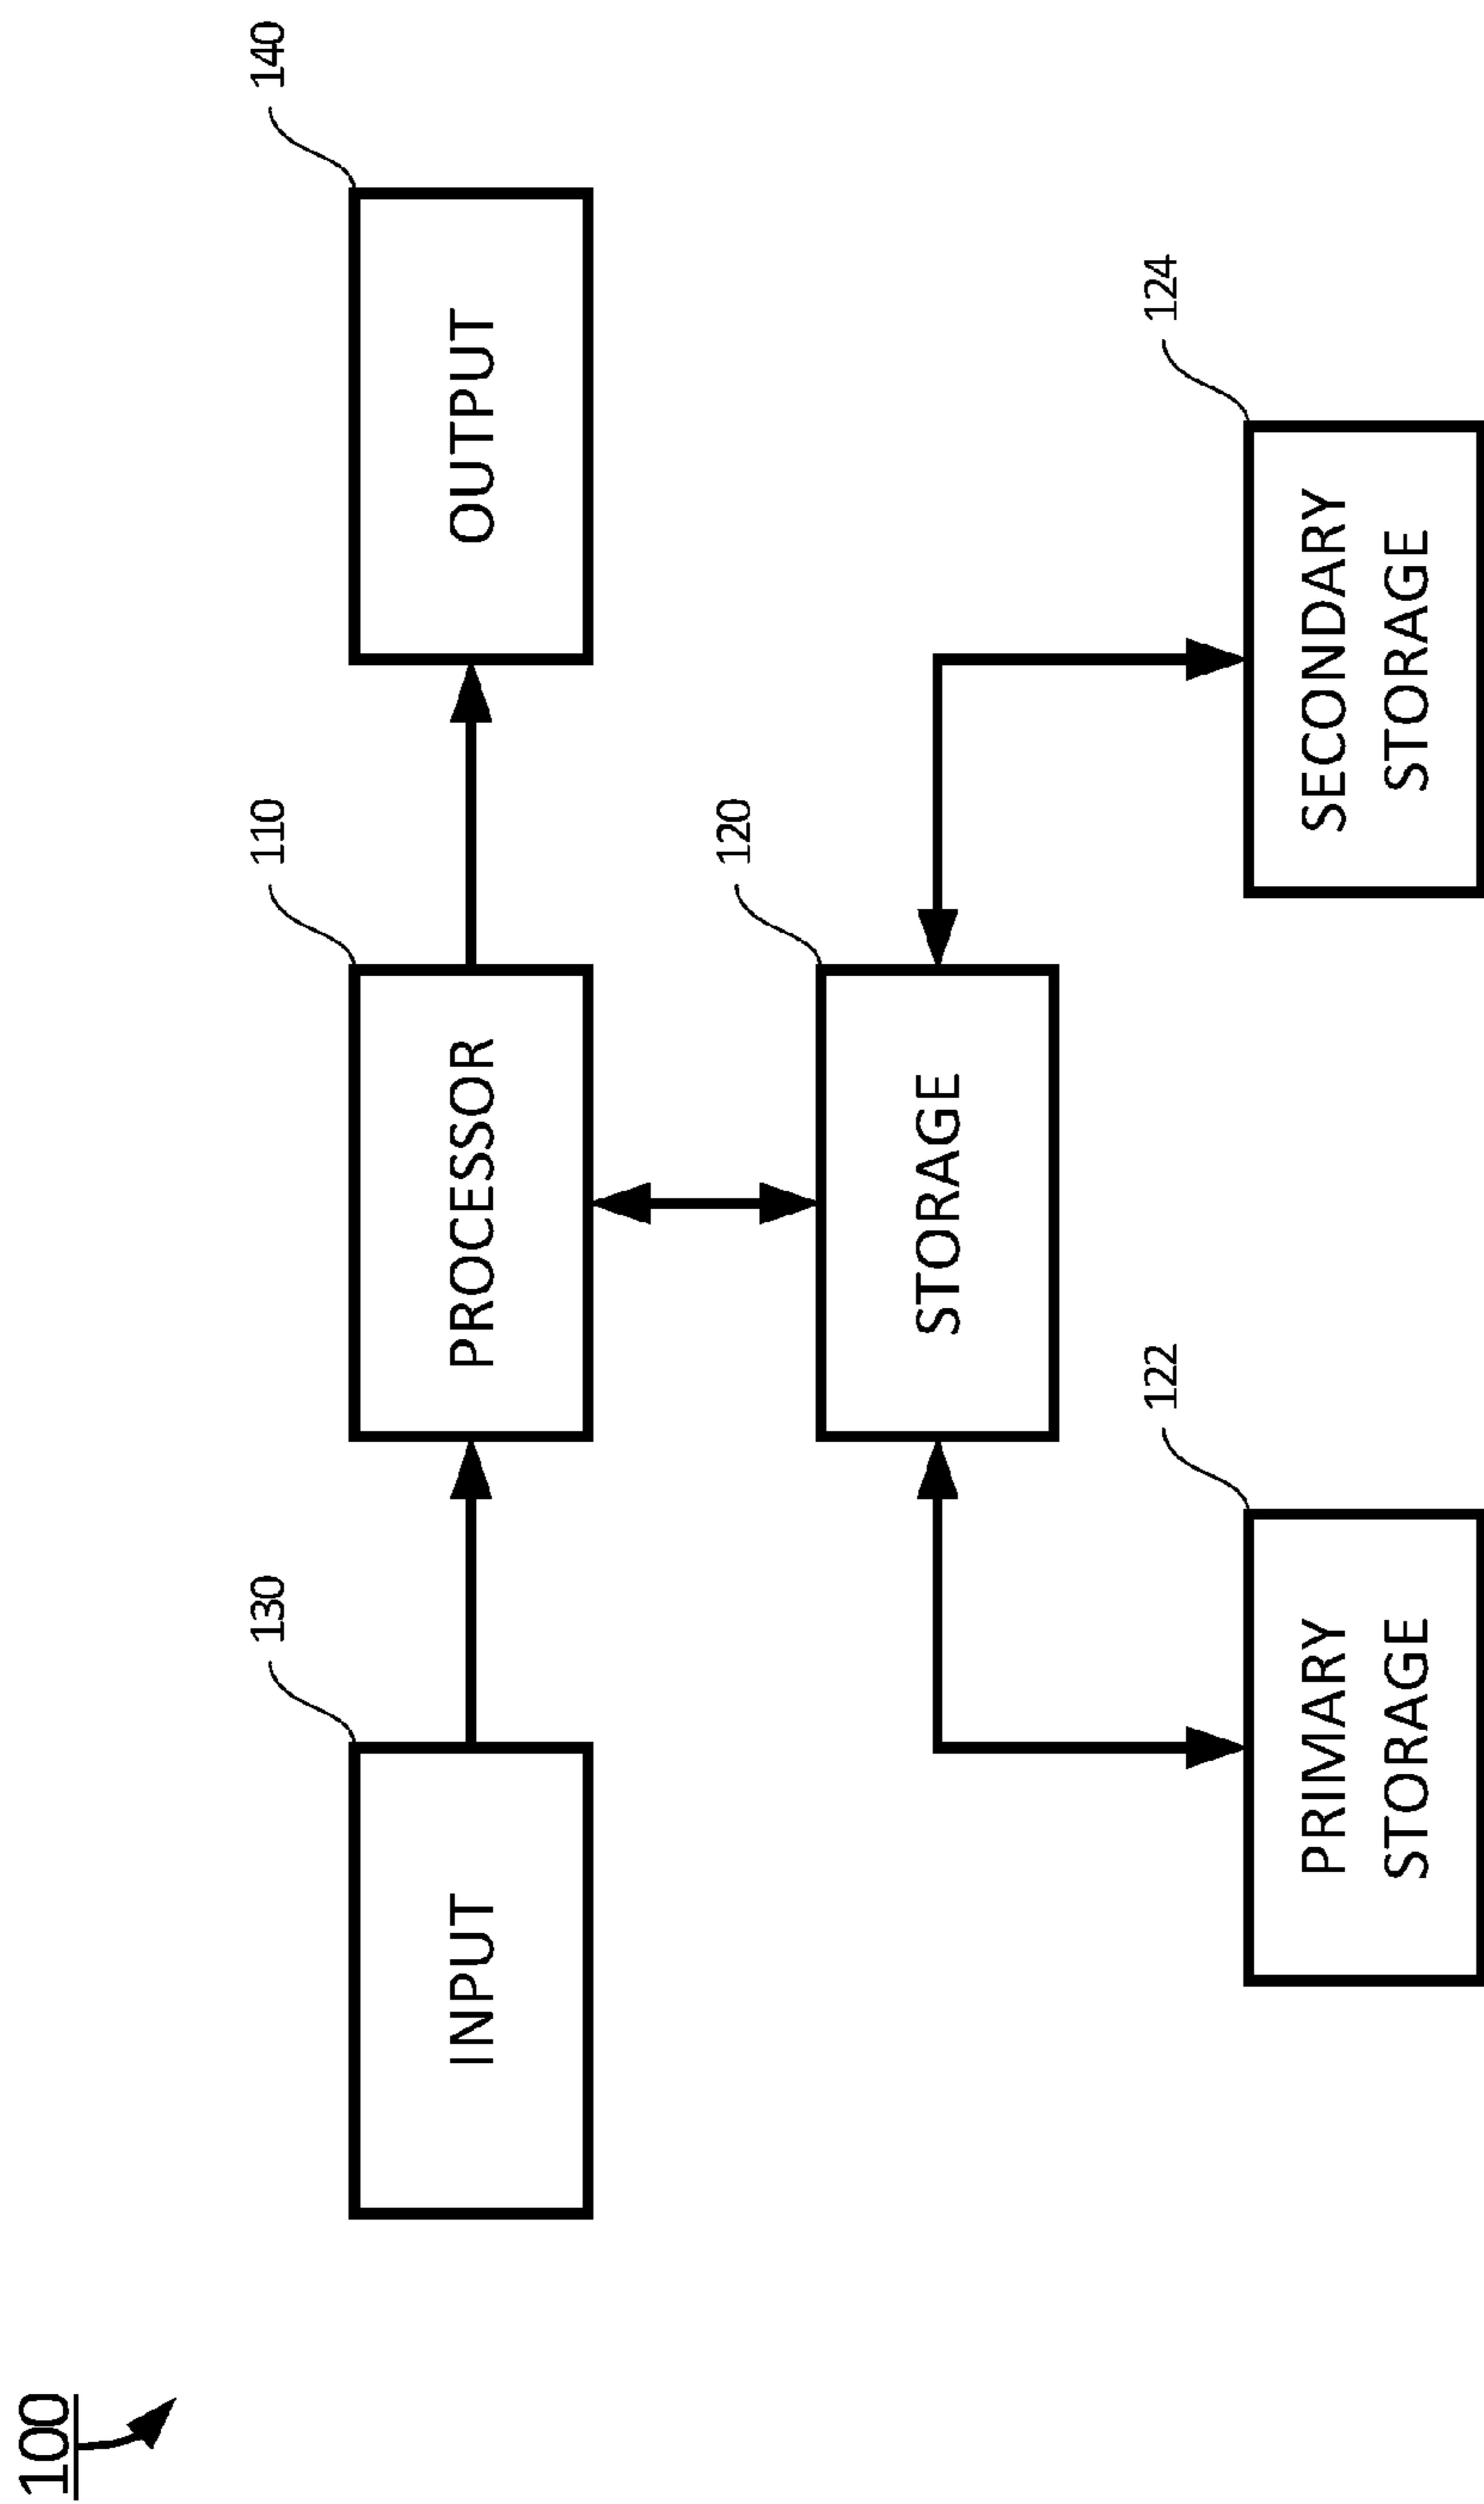 100
130
110
140
INPUT
PROCESSOR
OUTPUT
120
STORAGE
122
124
PRIMARY
STORAGE
SECONDARY
STORAGE